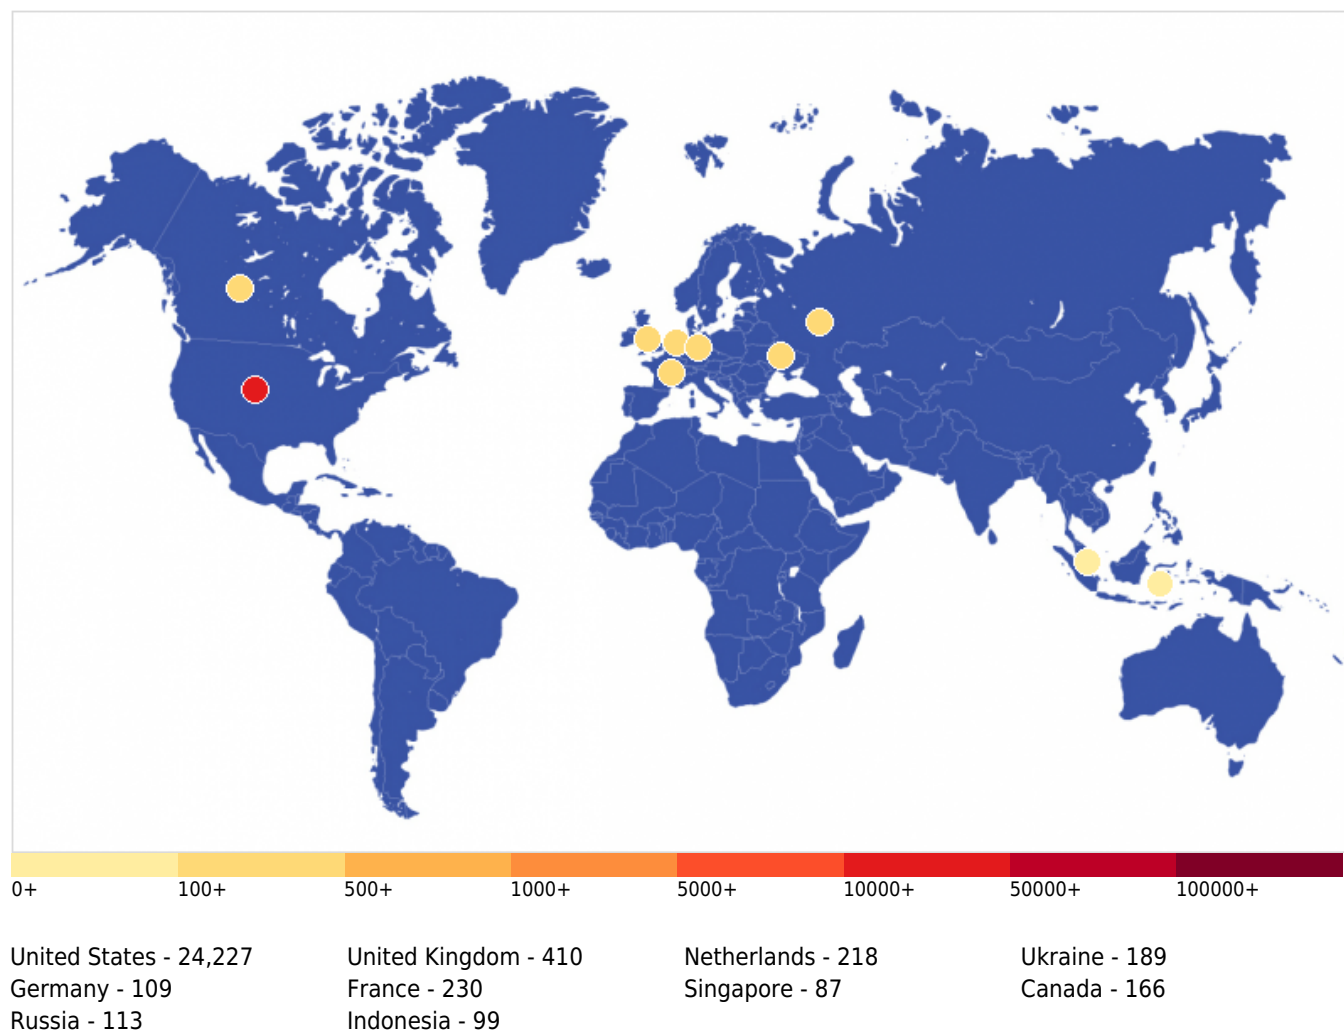 0+ 100+ 500+ 1000+ 5000+ 10000+ 50000+ 100000+
United States - 24,227 United Kingdom - 410 Netherlands - 218 Ukraine - 189
Germany - 109 France - 230 Singapore - 87 Canada - 166
Russia - 113 Indonesia - 99